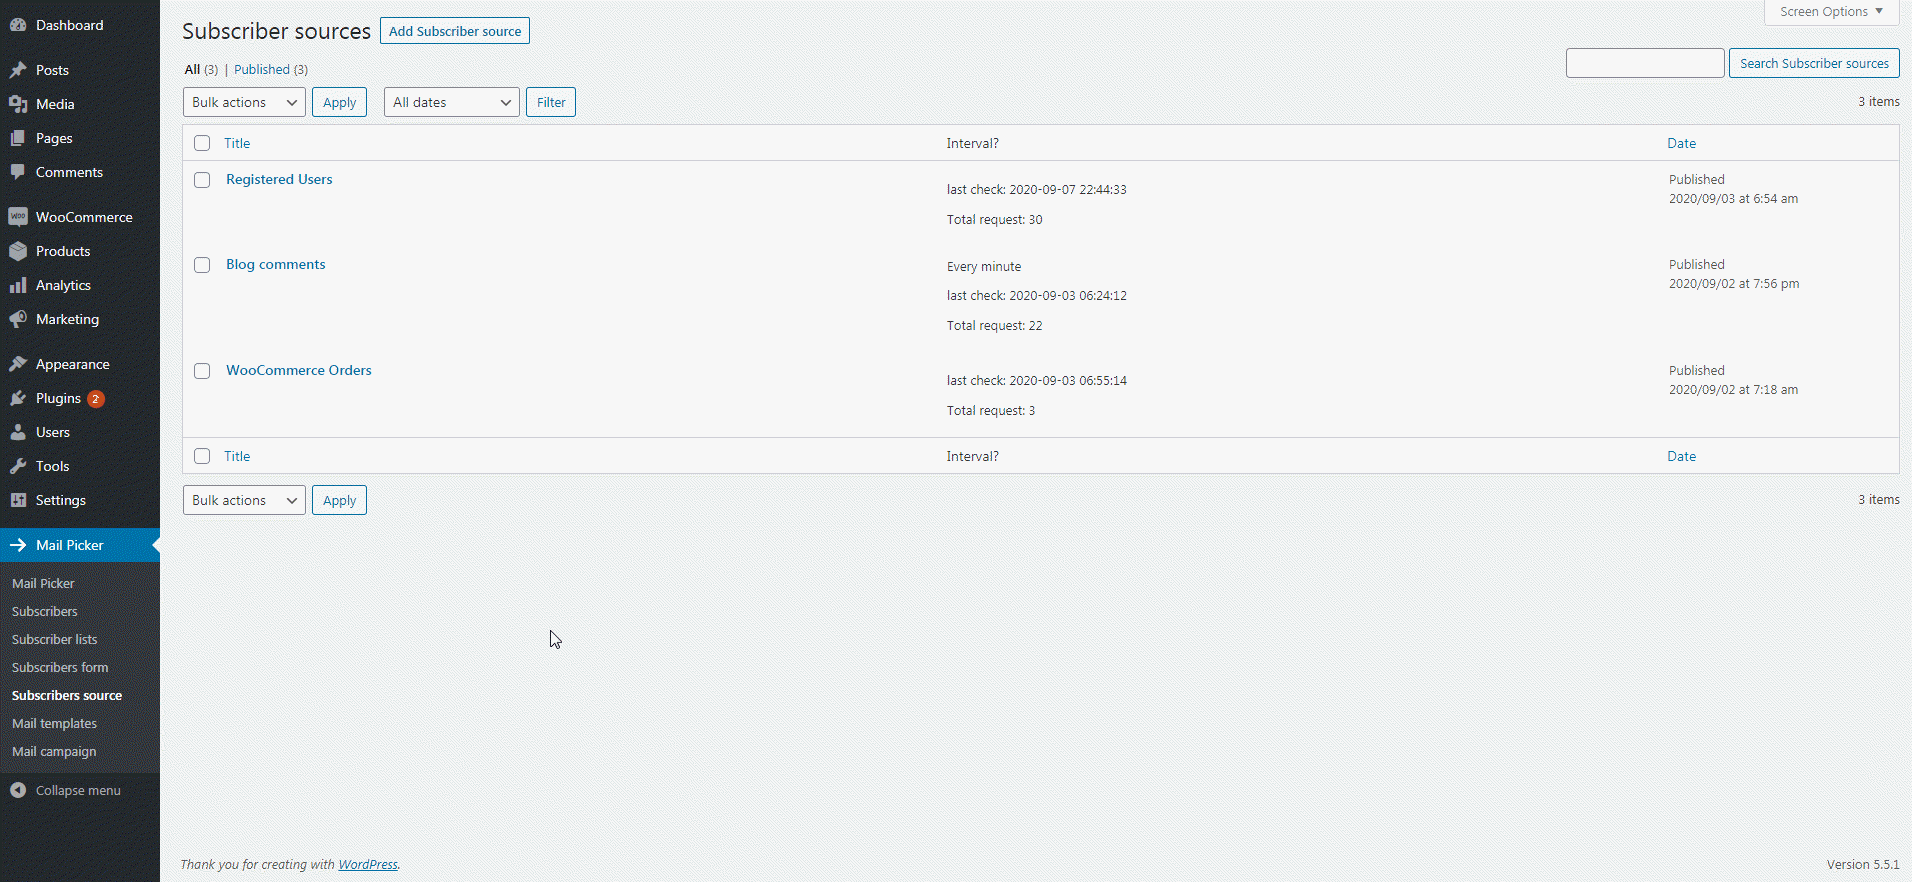 Dashboard
Posts
Media
Pages
Comments
WOO WooCommerce
Products
Analytics
Marketing
Appearance
Plugins 2
Users
Tools
Settings
Mail Picker
Mail Picker
Subscribers
Subscriber lists
Subscribers form
Subscribers source
Mail templates
Mail campaign
Collapse menu
Screen Options
Subscriber sources Add Subscriber source
All (3) | Published (3)
Search Subscriber sources
Bulk actions Apply All dates Filter 3 items
Title Interval? Date
Registered Users
last check: 2020-09-07 22:44:33
Total request: 30
Published
2020/09/03 at 6:54 am
Blog comments
Every minute
last check: 2020-09-03 06:24:12
Total request: 22
Published
2020/09/02 at 7:56 pm
WooCommerce Orders
last check: 2020-09-03 06:55:14
Total request: 3
Published
2020/09/02 at 7:18 am
Title Interval? Date
Bulk actions Apply 3 items
Thank you for creating with WordPress. Version 5.5.1